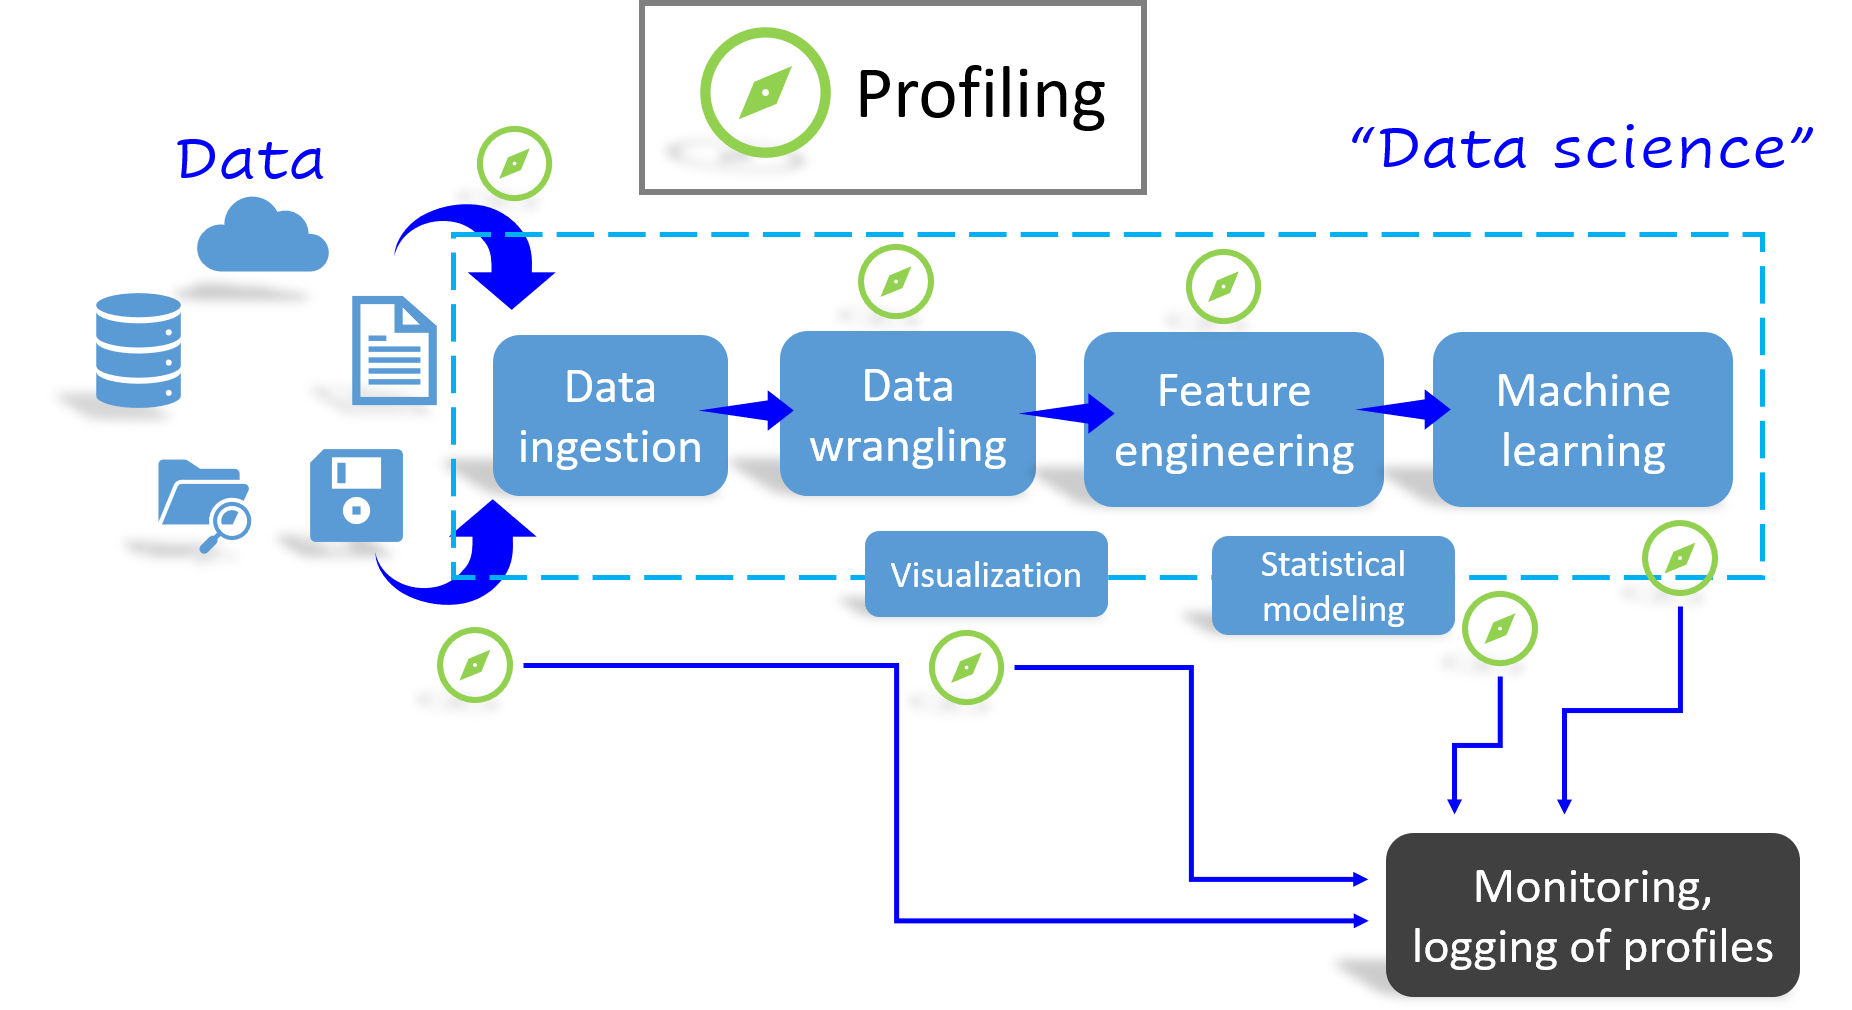 Profiling
Data
“Data science”
Data
ingestion
Data
wrangling
Feature
engineering
Machine
learning
Visualization
Statistical
modeling
Monitoring,
logging of profiles